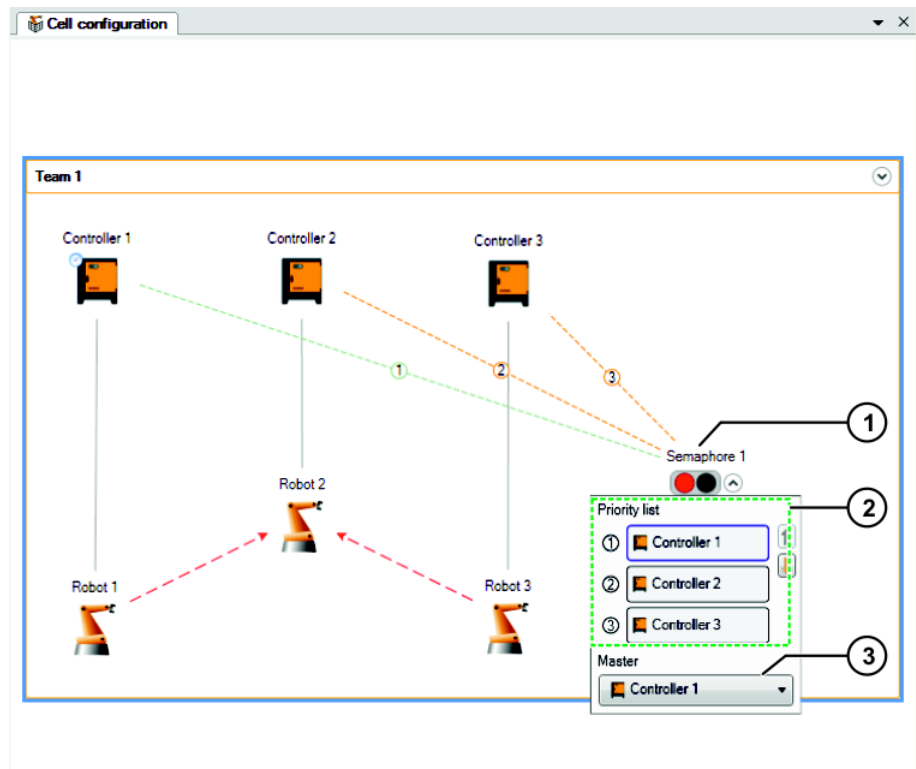 Cell configuration
Team 1
Controller 1
Controller 2
Controller 3
1
2
3
1
Semaphore 1
Robot 2
Priority list
2
1 Controller 1
Robot 1
Robot 3
2 Controller 2
3 Controller 3
Master
3
Controller 1